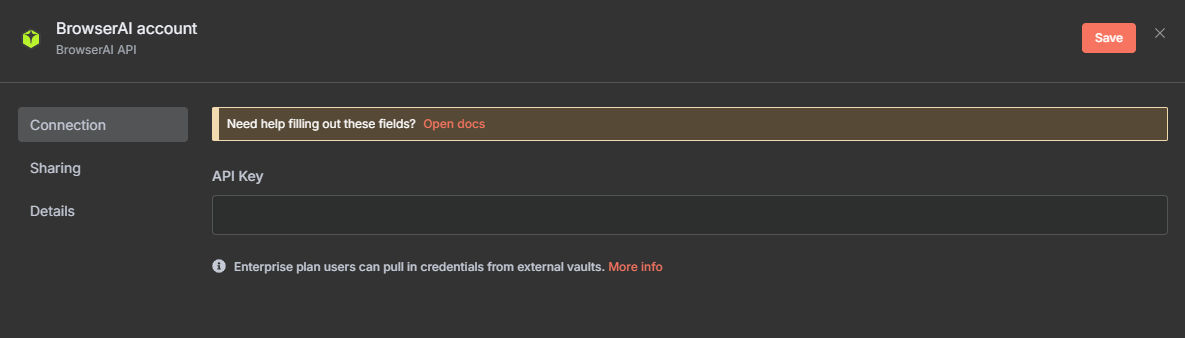 BrowserAI account
BrowserAI API
Save
Connection
Sharing
Details
Need help filling out these fields? Open docs
API Key
Enterprise plan users can pull in credentials from external vaults. More info